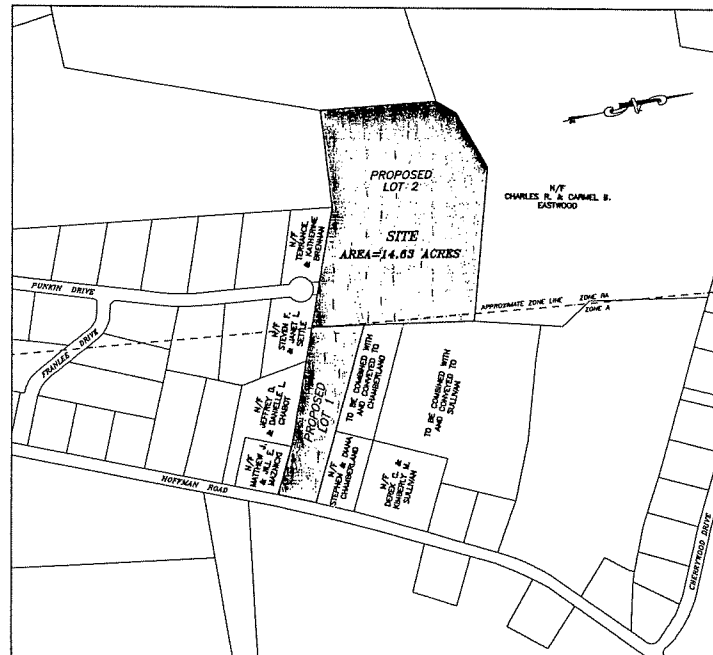 PROPOSED
LOT 2
SITE
AREA=14.63 ACRES
N/F
CHARLES R. & CARMEL B.
EASTWOOD
N/F
TERRANCE
& KATHERINE
BRENNAN
PUNKIN DRIVE
FRANLEE DRIVE
APPROXIMATE ZONE LINE
ZONE RA
ZONE A
N/F
STEVEN F.
& JANET L.
SETTLE
N/F
JEFFREY D.
& DANIELLE L.
CHABOT
N/F
MATTHEW J.
& JILL E.
MAZARICKI
PROPOSED
LOT 1
TO BE COMBINED WITH
AND CONVEYED TO
CHAMBERLAND
TO BE COMBINED WITH
AND CONVEYED TO
SULLIVAN
N/F
STEPHEN & DIANA
CHAMBERLAND
N/F
DEREK C. &
KIMBERLY M.
SULLIVAN
HOFFMAN ROAD
CHERRYWOOD DRIVE